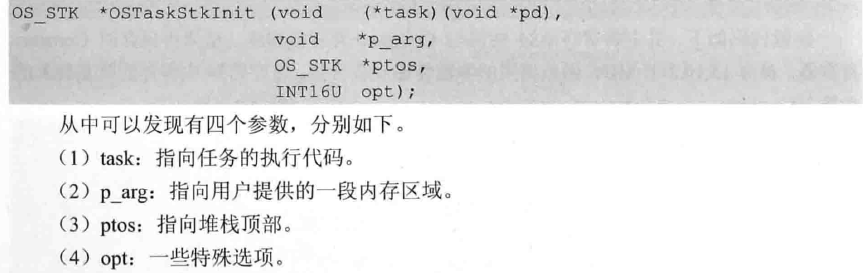 OS_STK *OSTaskStkInit (void (*task)(void *pd),
void *p_arg,
OS_STK *ptos,
INT16U opt);
从中可以发现有四个参数，分别如下。
（1）task：指向任务的执行代码。
（2）p_arg：指向用户提供的一段内存区域。
（3）ptos：指向堆栈顶部。
（4）opt：一些特殊选项。